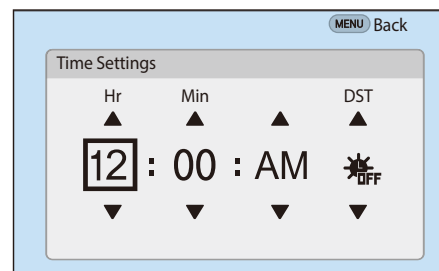 MENU Back
Time Settings
Hr Min DST
12 : 00 : AM OFF